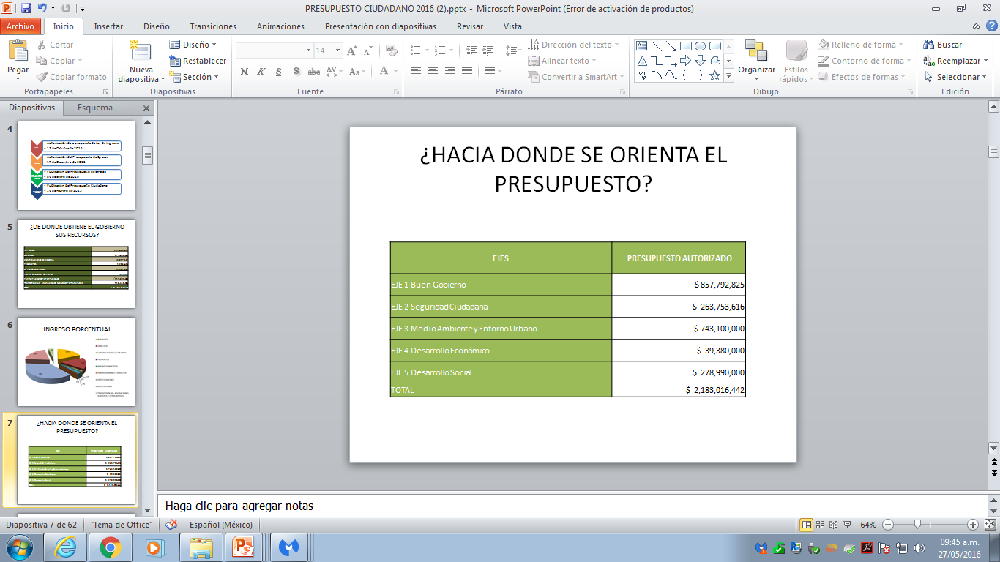 PRESUPUESTO CIUDADANO 2016 (2).pptx - Microsoft PowerPoint (Error de activación de productos)
Archivo Inicio Insertar Diseño Transiciones Animaciones Presentación con diapositivas Revisar Vista
Pegar
Cortar
Copiar
Copiar formato
Portapapeles
Nueva diapositiva
Diseño
Restablecer
Sección
Diapositivas
14
N K S S abc AV Aa A
Fuente
Dirección del texto
Alinear texto
Convertir a SmartArt
Párrafo
Organizar
Estilos rápidos
Relleno de forma
Contorno de forma
Efectos de formas
Dibujo
Buscar
Reemplazar
Seleccionar
Edición
Diapositivas Esquema
4
5
¿DE DONDE OBTIENE EL GOBIERNO
SUS RECURSOS?
6
INGRESO PORCENTUAL
7
¿HACIA DONDE SE ORIENTA EL
PRESUPUESTO?
¿HACIA DONDE SE ORIENTA EL
PRESUPUESTO?
EJES PRESUPUESTO AUTORIZADO
EJE 1 Buen Gobierno $ 857,792,825
EJE 2 Seguridad Ciudadana $ 263,753,616
EJE 3 Medio Ambiente y Entorno Urbano $ 743,100,000
EJE 4 Desarrollo Económico $ 39,380,000
EJE 5 Desarrollo Social $ 278,990,000
TOTAL $ 2,183,016,442
Haga clic para agregar notas
Diapositiva 7 de 62 "Tema de Office" Español (México) 64%
09:45 a.m.
27/05/2016